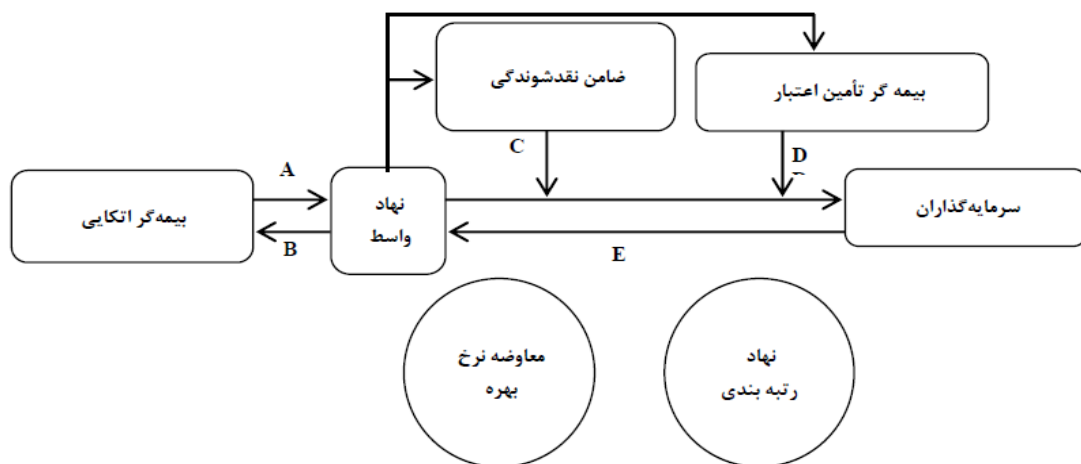 ضامن نقدشوندگی
بیمه گر تأمین اعتبار
C
D
A
بیمه‌گر اتکایی
نهاد
واسط
سرمایه‌گذاران
B
E
معاوضه نرخ
بهره
نهاد
رتبه بندی